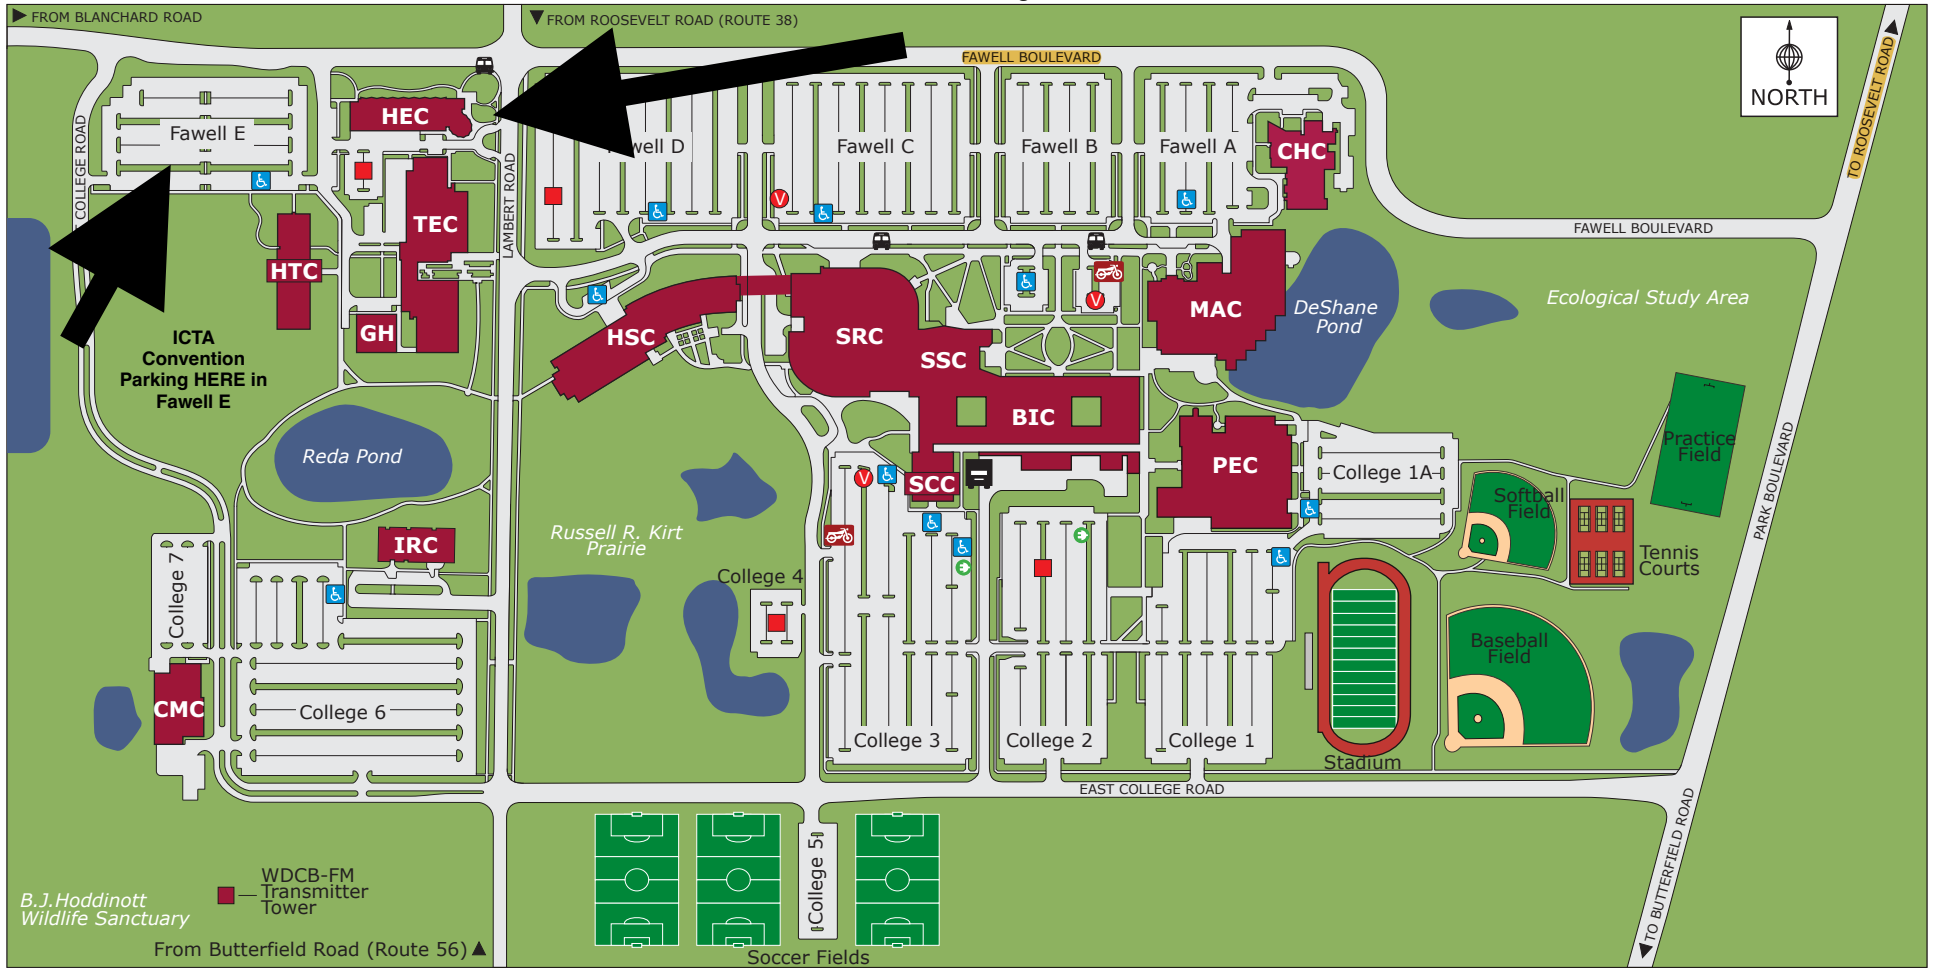 FROM BLANCHARD ROAD
FROM ROOSEVELT ROAD (ROUTE 38)
FAWELL BOULEVARD
NORTH
TO ROOSEVELT ROAD
HEC
Fawell E
COLLEGE ROAD
Fawell C
Fawell B
Fawell A
CHC
LAMBERT ROAD
TEC
V
FAWELL BOULEVARD
HTC
V
MAC
DeShane
Pond
Ecological Study Area
GH
HSC
SRC
SSC
ICTA
Convention
Parking HERE in
Fawell E
BIC
Reda Pond
PEC
College 1A
Practice
Field
PARK BOULEVARD
V
SCC
Softball
Field
Russell R. Kirt
Prairie
IRC
College 7
College 4
Tennis
Courts
Baseball
Field
CMC
College 6
College 3
College 2
College 1
Stadium
EAST COLLEGE ROAD
College 5
TO BUTTERFIELD ROAD
WDCB-FM
Transmitter
Tower
B.J.Hoddinott
Wildlife Sanctuary
From Butterfield Road (Route 56)
Soccer Fields